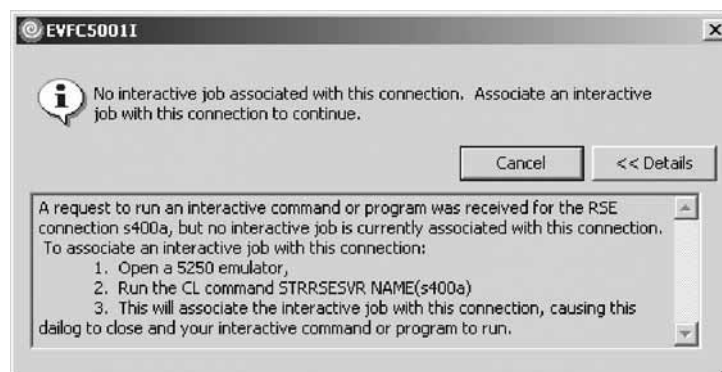 EVFC5001I
No interactive job associated with this connection. Associate an interactive
job with this connection to continue.
Cancel
<< Details
A request to run an interactive command or program was received for the RSE
connection s400a, but no interactive job is currently associated with this connection.
To associate an interactive job with this connection:
1. Open a 5250 emulator,
2. Run the CL command STRRSESVR NAME(s400a)
3. This will associate the interactive job with this connection, causing this
dailog to close and your interactive command or program to run.